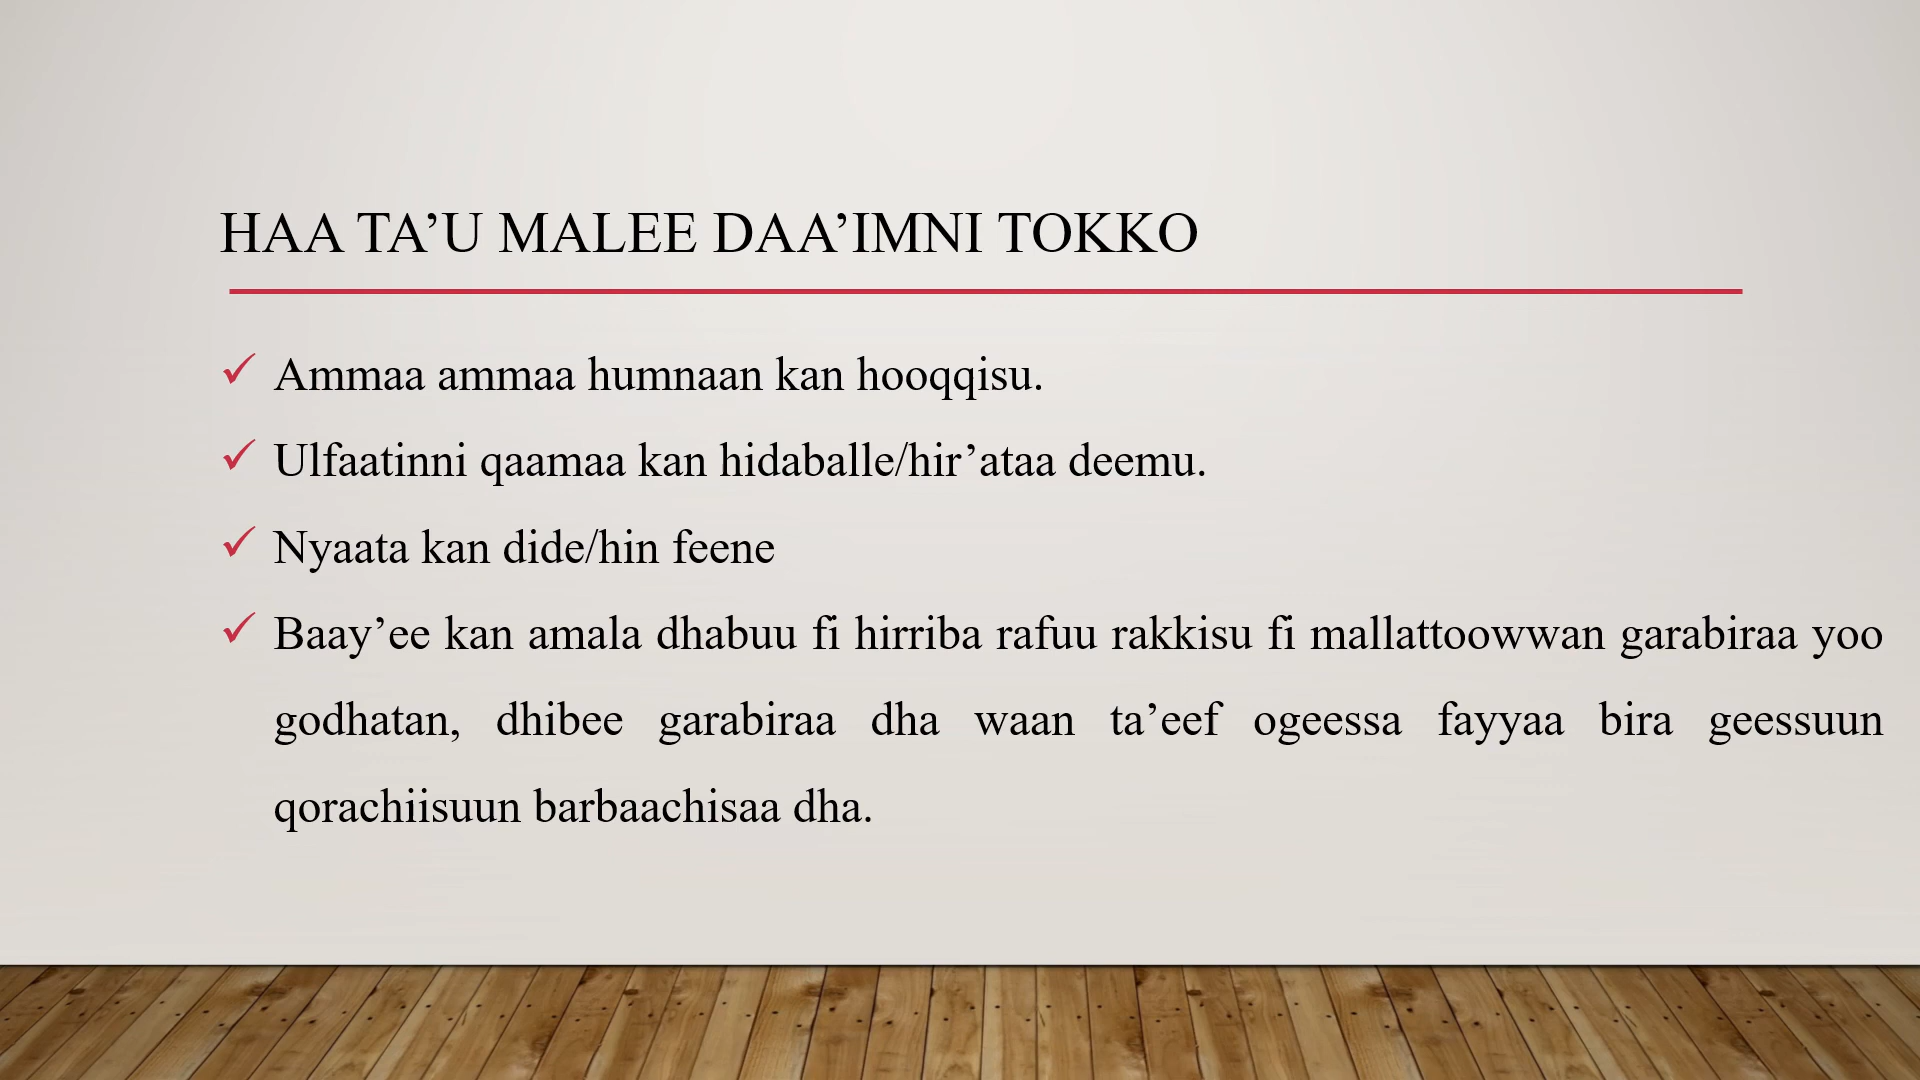 HAA TA’U MALEE DAA’IMNI TOKKO
✓ Ammaa ammaa humnaan kan hooqqisu.
✓ Ulfaatinni qaamaa kan hidaballe/hir’ataa deemu.
✓ Nyaata kan dide/hin feene
✓ Baay’ee kan amala dhabuu fi hirriba rafuu rakkisu fi mallattoowwan garabiraa yoo
godhatan, dhibee garabiraa dha waan ta’eef ogeessa fayyaa bira geessuun
qorachiisuun barbaachisaa dha.